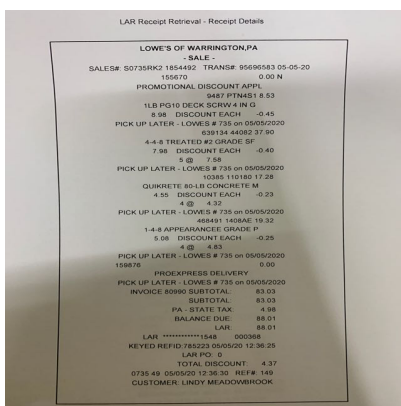 LAR Receipt Retrieval - Receipt Details
LOWE'S OF WARRINGTON,PA
- SALE -
SALES#: S0735RK2 1854492 TRANS#: 95696583 05-05-20
155670 0.00 N
PROMOTIONAL DISCOUNT APPL
9487 PTN4S1 8.53
1LB PG10 DECK SCRW 4 IN G
8.98 DISCOUNT EACH -0.45
PICK UP LATER - LOWES # 735 on 05/05/2020
639134 44082 37.90
4-4-8 TREATED #2 GRADE SF
7.98 DISCOUNT EACH -0.40
5 @ 7.58
PICK UP LATER - LOWES # 735 on 05/05/2020
10385 110180 17.28
QUIKRETE 80-LB CONCRETE M
4.55 DISCOUNT EACH -0.23
4 @ 4.32
PICK UP LATER - LOWES # 735 on 05/05/2020
468491 1408AE 19.32
1-4-8 APPEARANCEE GRADE P
5.08 DISCOUNT EACH -0.25
4 @ 4.83
PICK UP LATER - LOWES # 735 on 05/05/2020
159876 0.00
PROEXPRESS DELIVERY
PICK UP LATER - LOWES # 735 on 05/05/2020
INVOICE 80990 SUBTOTAL: 83.03
SUBTOTAL: 83.03
PA - STATE TAX: 4.98
BALANCE DUE: 88.01
LAR: 88.01
LAR ************1548 000368
KEYED REFID:785223 05/05/20 12:36:25
LAR PO: 0
TOTAL DISCOUNT: 4.37
0735 49 05/05/20 12:36:30 REF#: 149
CUSTOMER: LINDY MEADOWBROOK